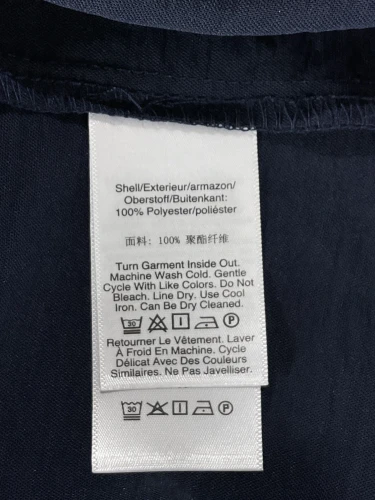 Shell/Exterieur/armazon/
Oberstoff/Buitenkant:
100% Polyester/poliéster
面料: 100% 聚酯纤维
Turn Garment Inside Out.
Machine Wash Cold. Gentle
Cycle With Like Colors. Do Not
Bleach. Line Dry. Use Cool
Iron. Can Be Dry Cleaned.
30 P
Retourner Le Vêtement. Laver
À Froid En Machine. Cycle
Délicat Avec Des Couleurs
Similaires. Ne Pas Javelliser.
30 P